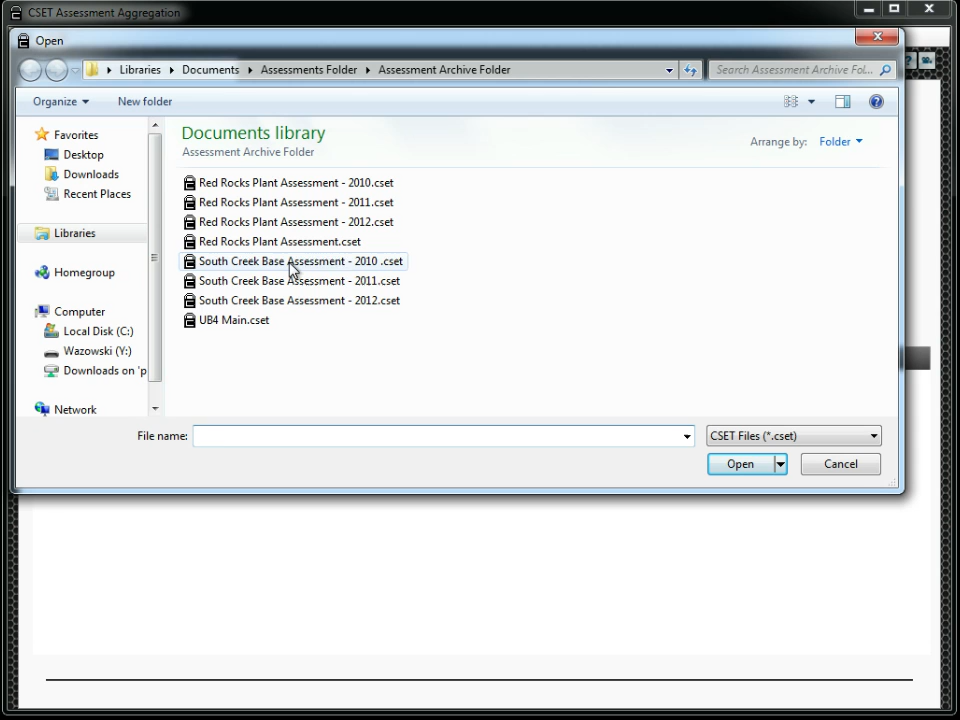 CSET Assessment Aggregation
Open
Libraries Documents Assessments Folder Assessment Archive Folder
Search Assessment Archive Fol...
Organize New folder
Favorites
Desktop
Downloads
Recent Places
Libraries
Homegroup
Computer
Local Disk (C:)
Wazowski (Y:)
Downloads on 'p
Network
Documents library
Assessment Archive Folder
Arrange by: Folder
Red Rocks Plant Assessment - 2010.cset
Red Rocks Plant Assessment - 2011.cset
Red Rocks Plant Assessment - 2012.cset
Red Rocks Plant Assessment.cset
South Creek Base Assessment - 2010 .cset
South Creek Base Assessment - 2011.cset
South Creek Base Assessment - 2012.cset
UB4 Main.cset
File name:
CSET Files (*.cset)
Open Cancel